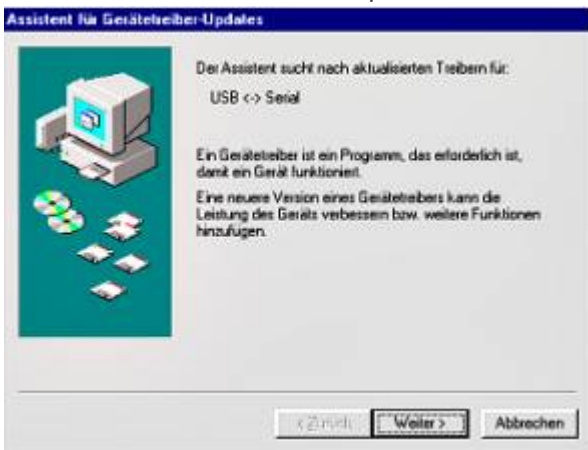 Assistent für Gerätetreiber-Updates
Der Assistent sucht nach aktualisierten Treibern für:
USB <-> Serial
Ein Gerätetreiber ist ein Programm, das erforderlich ist,
damit ein Gerät funktioniert.
Eine neuere Version eines Gerätetreibers kann die
Leistung des Geräts verbessern bzw. weitere Funktionen
hinzufügen.
< Zurück
Weiter >
Abbrechen